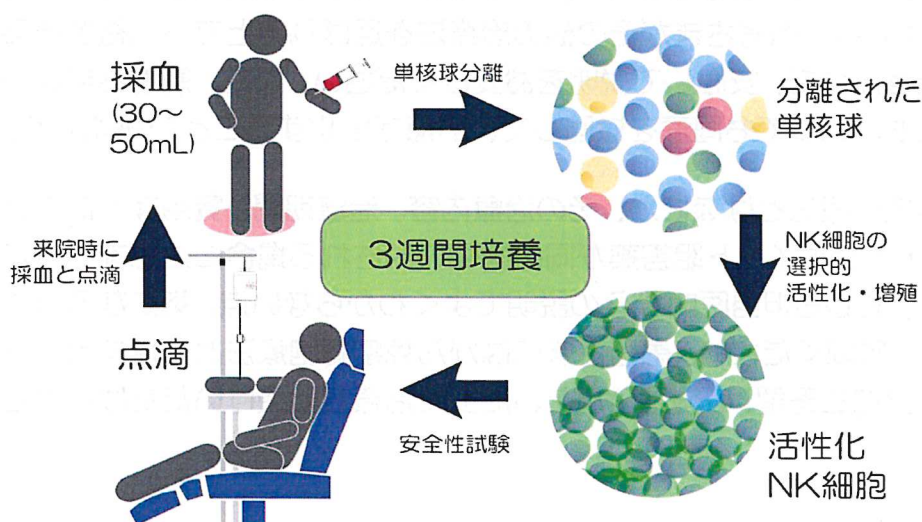 採血
(30～
50mL)
単核球分離
分離された
単核球
NK細胞の
選択的
活性化・増殖
3週間培養
活性化
NK細胞
安全性試験
点滴
来院時に
採血と点滴